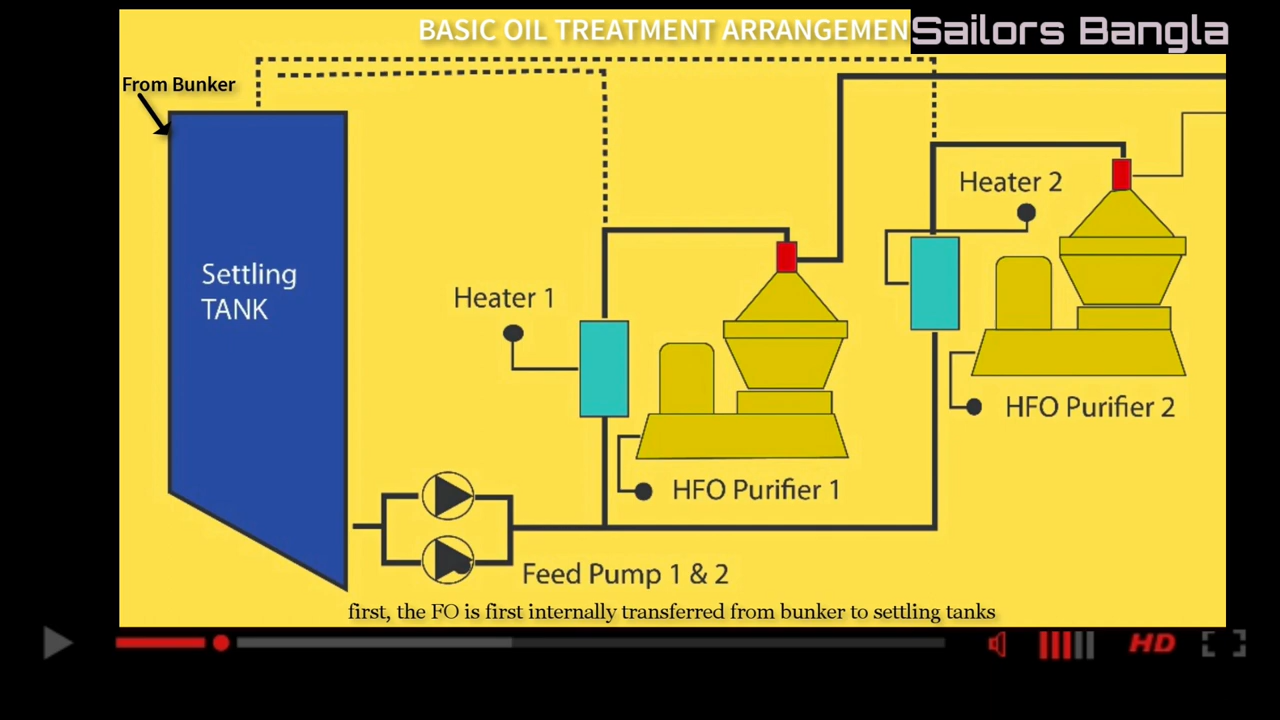 BASIC OIL TREATMENT ARRANGEMEN
Sailors Bangla
From Bunker
Heater 2
Settling
TANK
Heater 1
HFO Purifier 2
HFO Purifier 1
Feed Pump 1 & 2
first, the FO is first internally transferred from bunker to settling tanks
HD